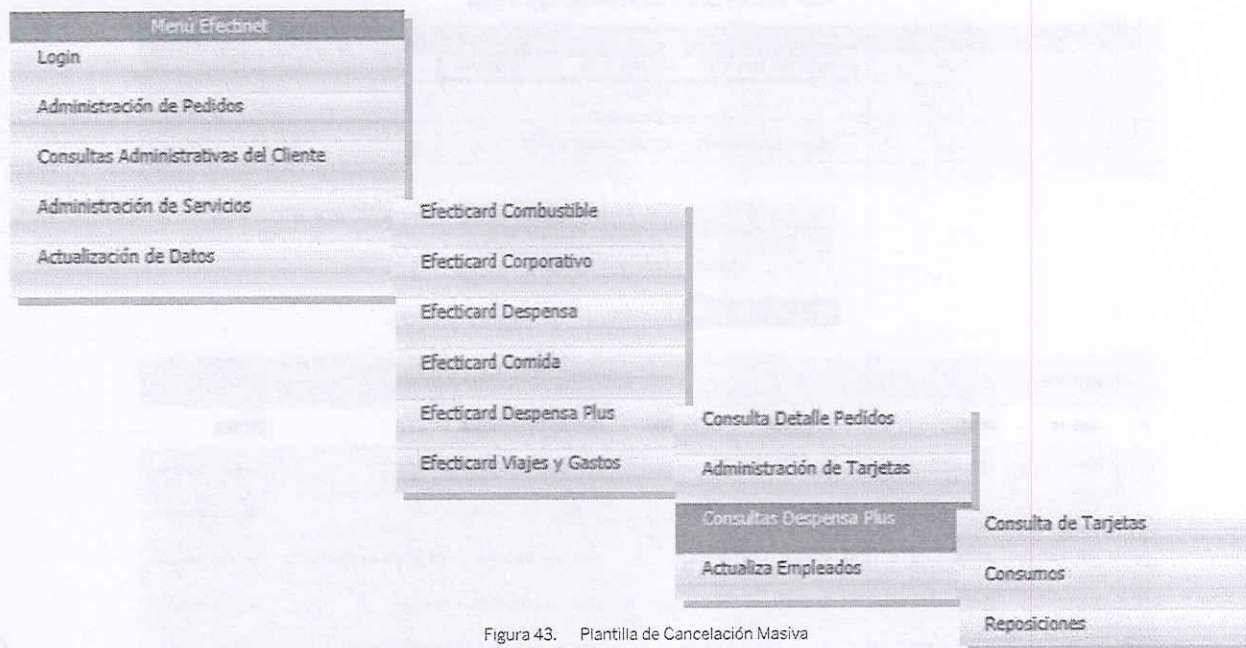 Menú Efectinet
Login
Administración de Pedidos
Consultas Administrativas del Cliente
Administración de Servicios
Actualización de Datos
Efecticard Combustible
Efecticard Corporativo
Efecticard Despensa
Efecticard Comida
Efecticard Despensa Plus
Efecticard Viajes y Gastos
Consulta Detalle Pedidos
Administración de Tarjetas
Consultas Despensa Plus
Actualiza Empleados
Consulta de Tarjetas
Consumos
Reposiciones
Figura 43. Plantilla de Cancelación Masiva